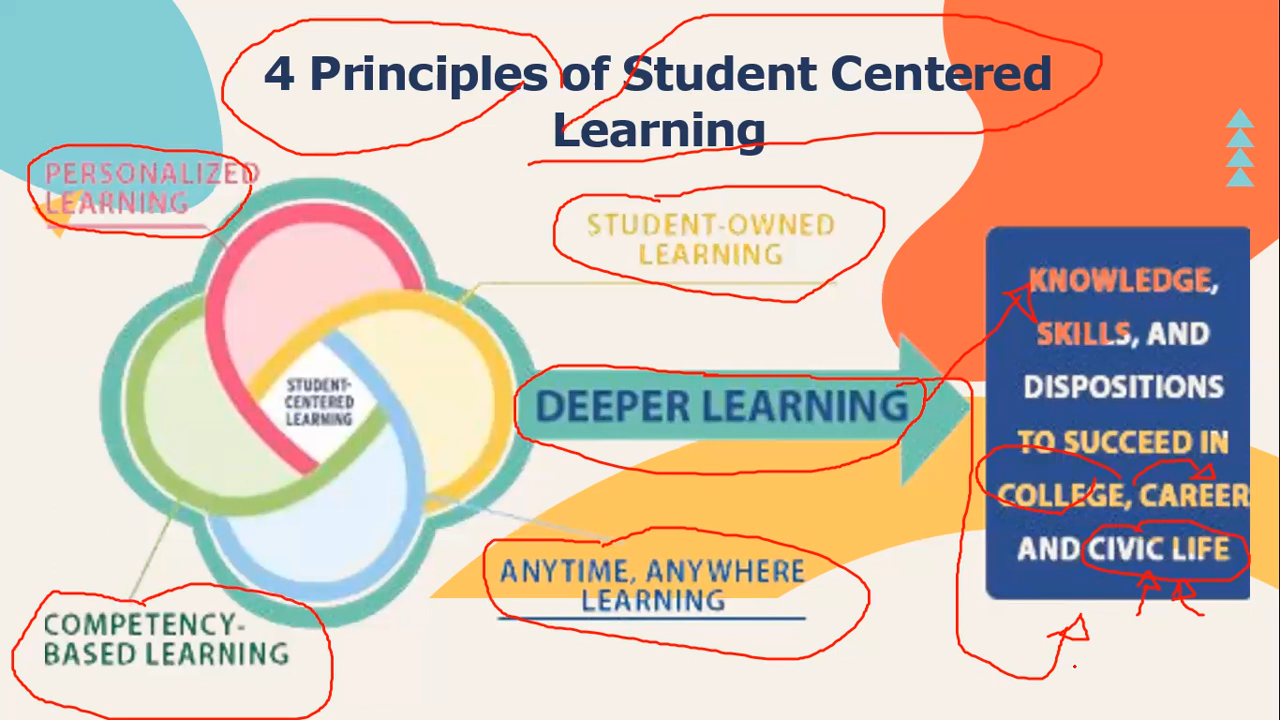 4 Principles of Student Centered
Learning
PERSONALIZED
LEARNING
STUDENT-OWNED
LEARNING
STUDENT-
CENTERED
LEARNING
DEEPER LEARNING
ANYTIME, ANYWHERE
LEARNING
COMPETENCY-
BASED LEARNING
KNOWLEDGE,
SKILLS, AND
DISPOSITIONS
TO SUCCEED IN
COLLEGE, CAREER
AND CIVIC LIFE